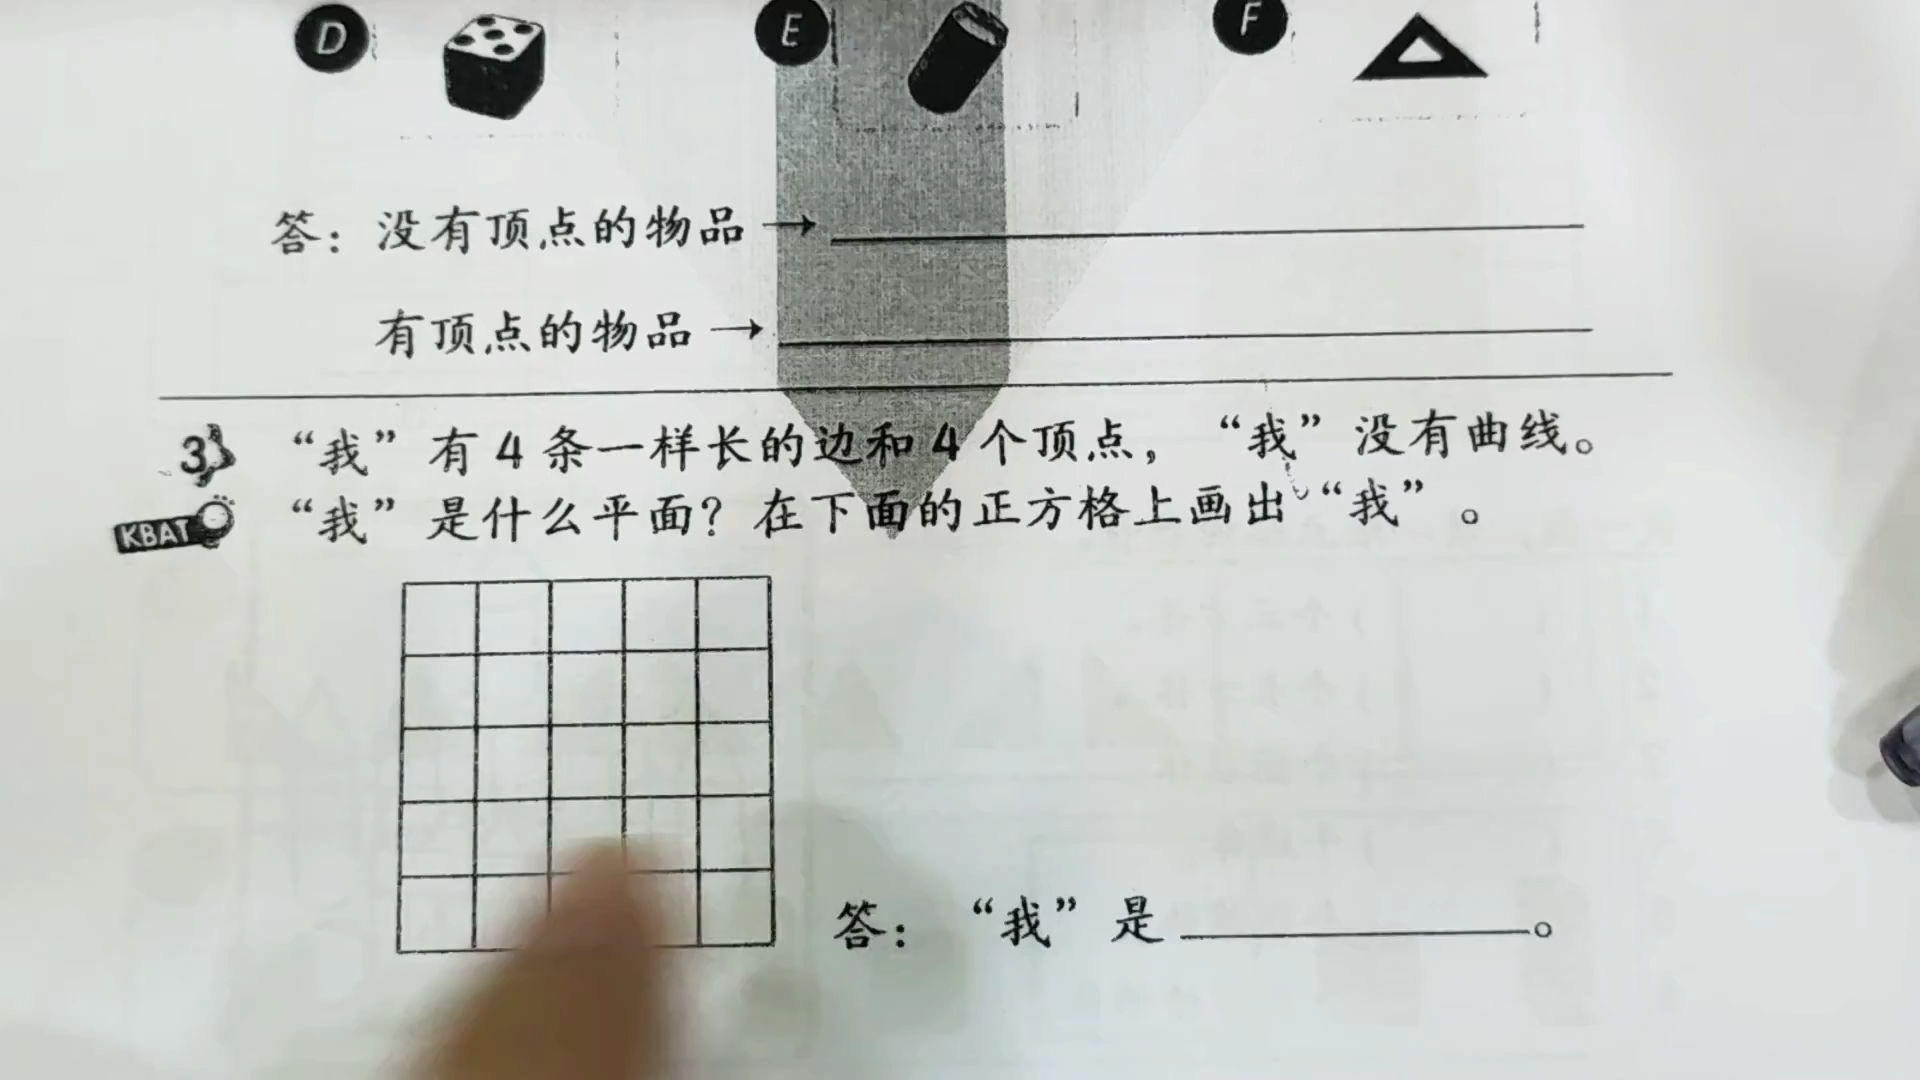 D E F
答：没有顶点的物品→
有顶点的物品→
3 “我”有4条一样长的边和4个顶点，“我”没有曲线。
KBAT “我”是什么平面？在下面的正方格上画出“我”。
答：“我”是 。